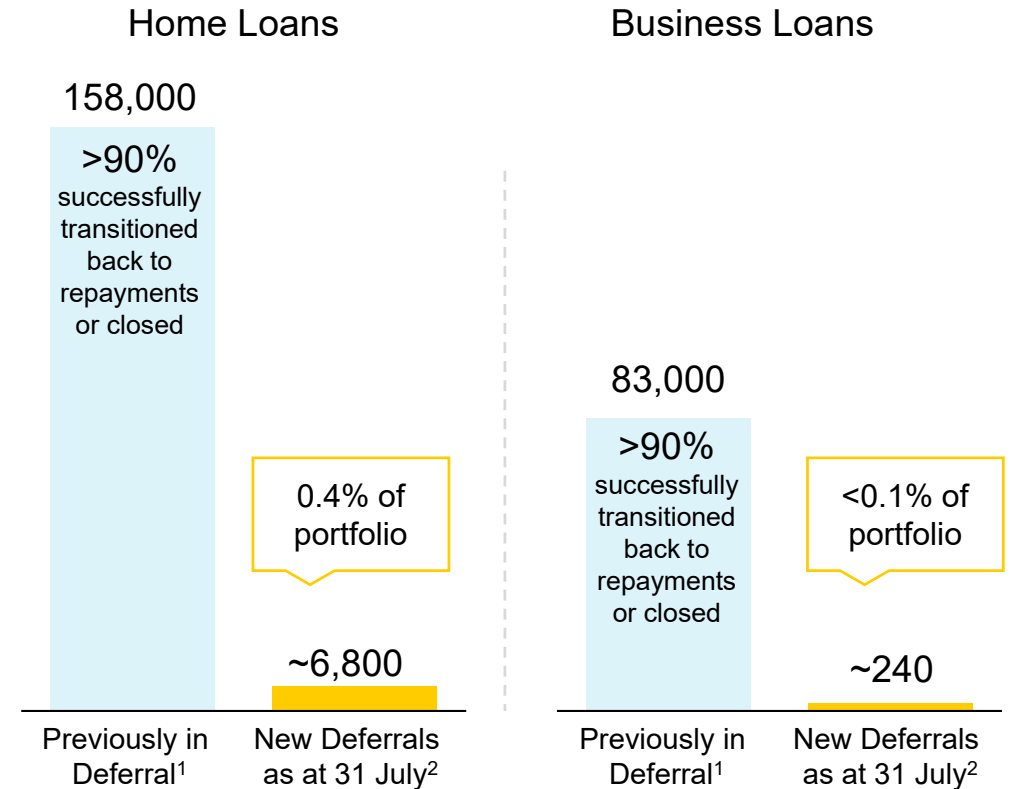 Home Loans
158,000
>90%
successfully
transitioned
back to
repayments
or closed
0.4% of
portfolio
~6,800
Previously in
Deferral¹
New Deferrals
as at 31 July²
Business Loans
83,000
>90%
successfully
transitioned
back to
repayments
or closed
<0.1% of
portfolio
~240
Previously in
Deferral¹
New Deferrals
as at 31 July²